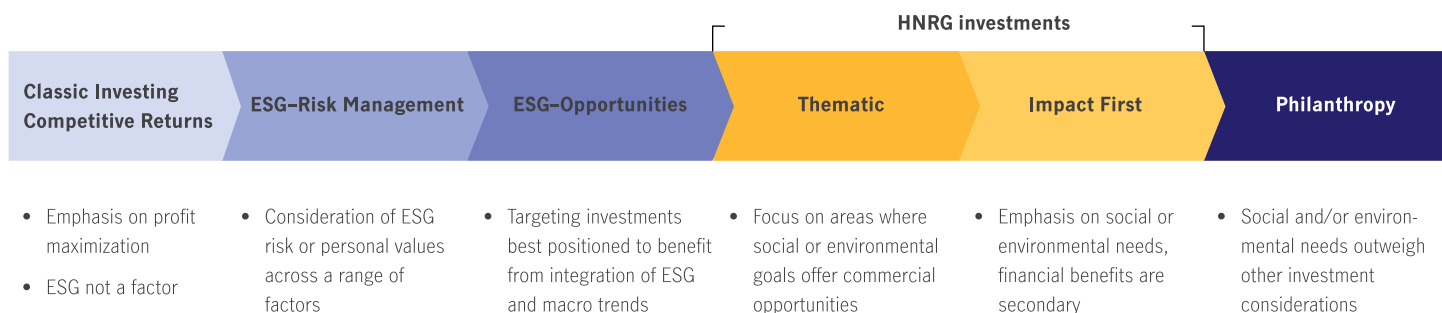 HNRG investments
Classic Investing
Competitive Returns
ESG–Risk Management
ESG–Opportunities
Thematic
Impact First
Philanthropy
• Emphasis on profit
maximization
• ESG not a factor
• Consideration of ESG
risk or personal values
across a range of
factors
• Targeting investments
best positioned to benefit
from integration of ESG
and macro trends
• Focus on areas where
social or environmental
goals offer commercial
opportunities
• Emphasis on social or
environmental needs,
financial benefits are
secondary
• Social and/or environ-
mental needs outweigh
other investment
considerations